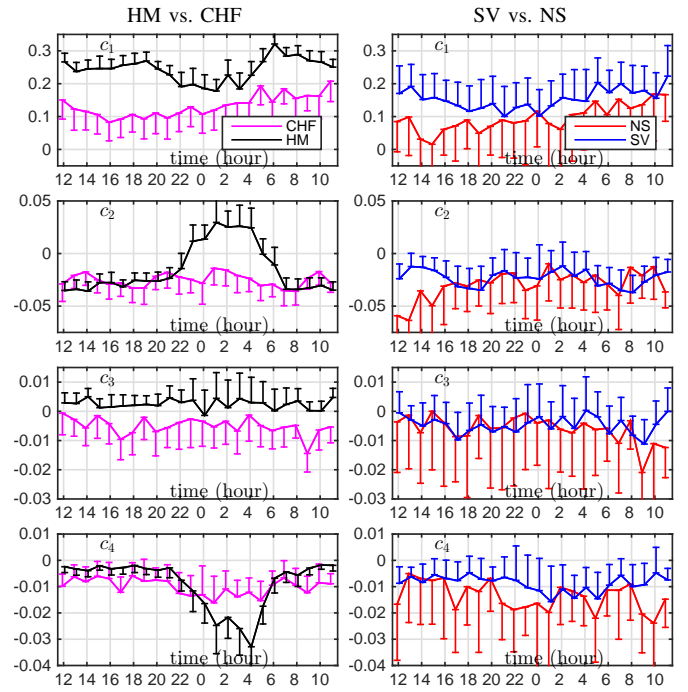 HM vs. CHF SV vs. NS
c1 c1
0.3 0.3
0.2 0.2
0.1 CHF 0.1 NS
HM SV
0 0
time (hour) time (hour)
12 14 16 18 20 22 0 2 4 6 8 10 12 14 16 18 20 22 0 2 4 6 8 10
0.05 0.05
c2 c2
0 0
-0.05 -0.05
time (hour) time (hour)
12 14 16 18 20 22 0 2 4 6 8 10 12 14 16 18 20 22 0 2 4 6 8 10
c3 c3
0.01 0.01
0 0
-0.01 -0.01
-0.02 -0.02
time (hour) time (hour)
-0.03 -0.03
12 14 16 18 20 22 0 2 4 6 8 10 12 14 16 18 20 22 0 2 4 6 8 10
0.01 0.01
c4 c4
0 0
-0.01 -0.01
-0.02 -0.02
-0.03 -0.03
time (hour) time (hour)
-0.04 -0.04
12 14 16 18 20 22 0 2 4 6 8 10 12 14 16 18 20 22 0 2 4 6 8 10